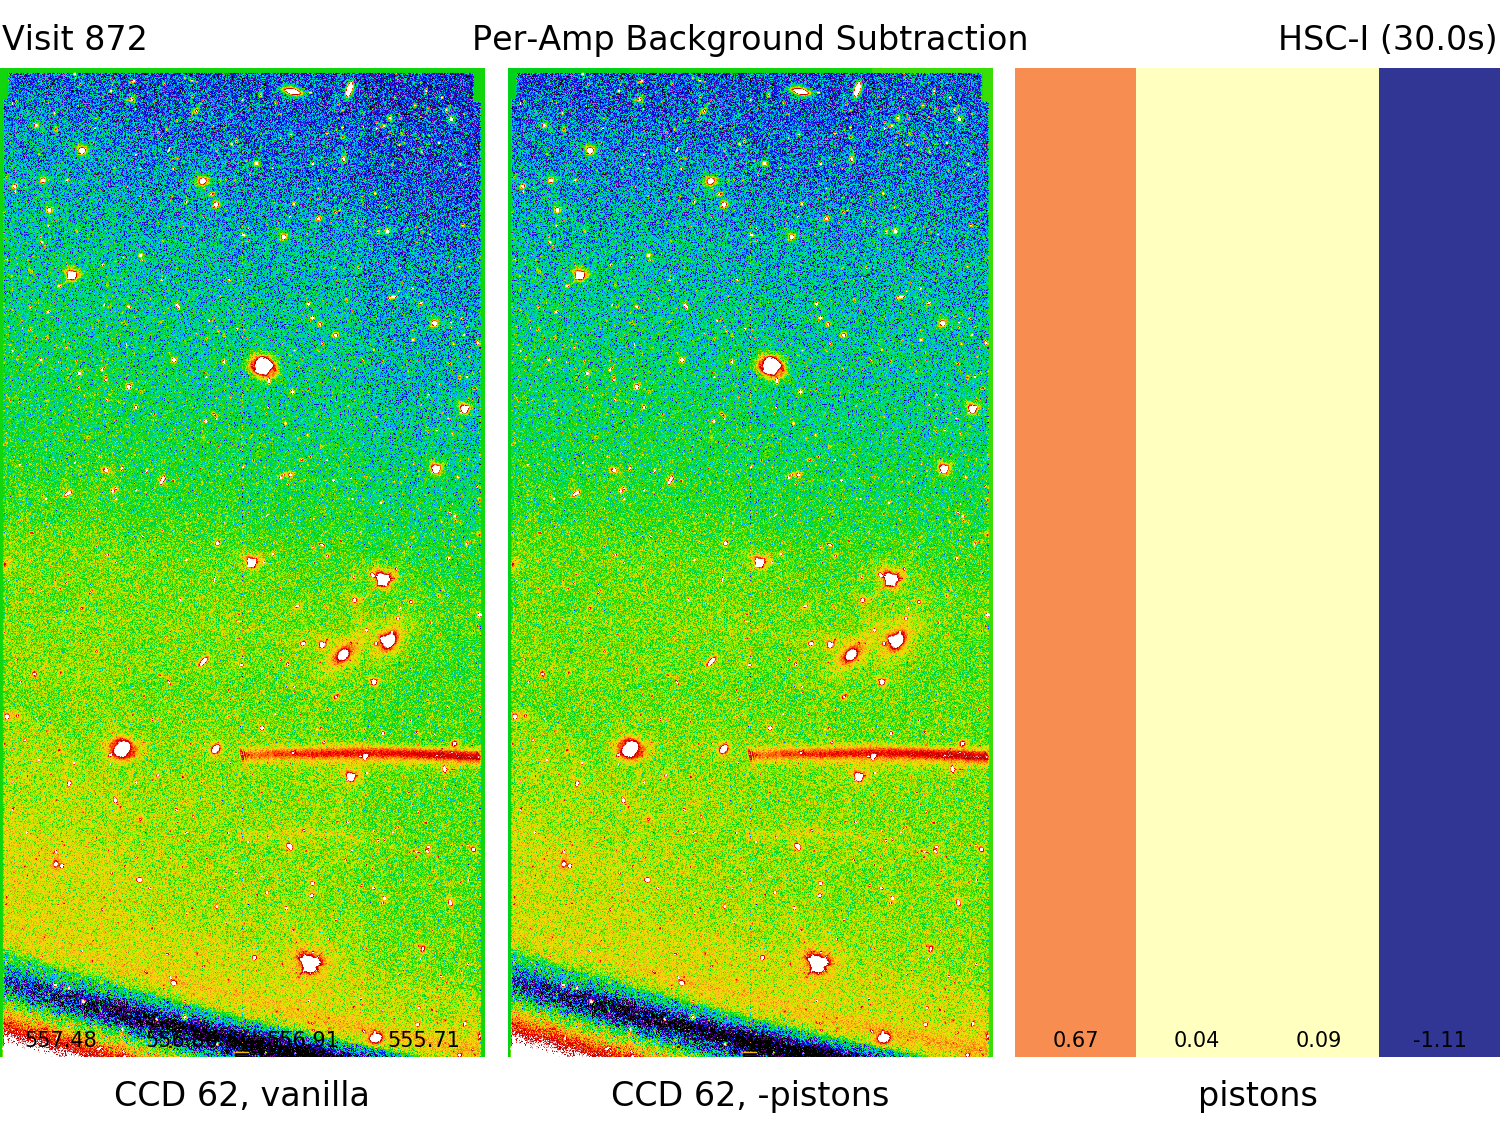 Visit 872 Per-Amp Background Subtraction HSC-I (30.0s)
557.48 556.91 555.71 0.67 0.04 0.09 -1.11
CCD 62, vanilla CCD 62, -pistons pistons